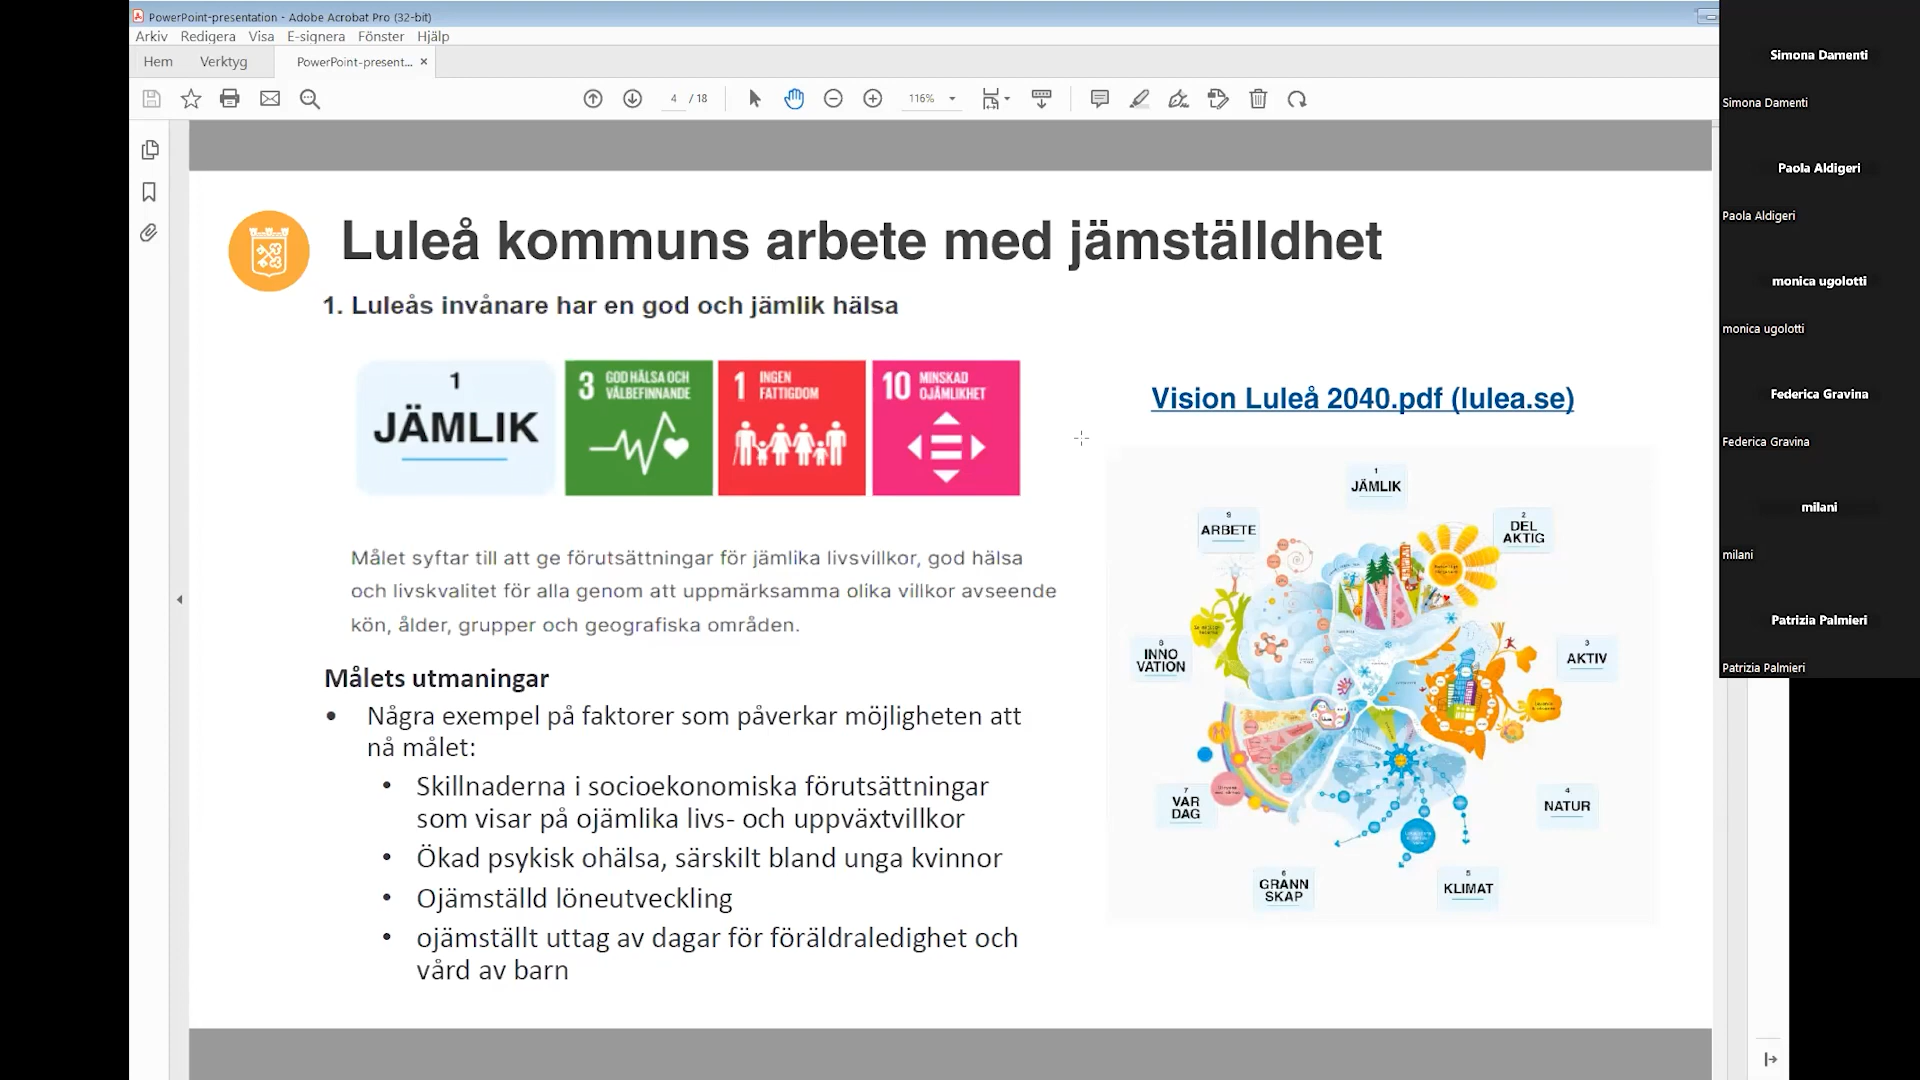 PowerPoint-presentation - Adobe Acrobat Pro (32-bit)
Arkiv Redigera Visa E-signera Fönster Hjälp
Hem Verktyg PowerPoint-present... ×
4 / 18 116%
Luleå kommuns arbete med jämställdhet
1. Luleås invånare har en god och jämlik hälsa
1
JÄMLIK
3 GOD HÄLSA OCH
VÄLBEFINNANDE
1 INGEN
FATTIGDOM
10 MINSKAD
OJÄMLIKHET
Målet syftar till att ge förutsättningar för jämlika livsvillkor, god hälsa
och livskvalitet för alla genom att uppmärksamma olika villkor avseende
kön, ålder, grupper och geografiska områden.
Målets utmaningar
• Några exempel på faktorer som påverkar möjligheten att
nå målet:
• Skillnaderna i socioekonomiska förutsättningar
som visar på ojämlika livs- och uppväxtvillkor
• Ökad psykisk ohälsa, särskilt bland unga kvinnor
• Ojämställd löneutveckling
• ojämställt uttag av dagar för föräldraledighet och
vård av barn
Vision Luleå 2040.pdf (lulea.se)
1
JÄMLIK
2
DEL
AKTIG
3
AKTIV
4
NATUR
5
KLIMAT
6
GRANN
SKAP
7
VAR
DAG
8
INNO
VATION
9
ARBETE
Simona Damenti
Simona Damenti
Paola Aldigeri
Paola Aldigeri
monica ugolotti
monica ugolotti
Federica Gravina
Federica Gravina
milani
milani
Patrizia Palmieri
Patrizia Palmieri